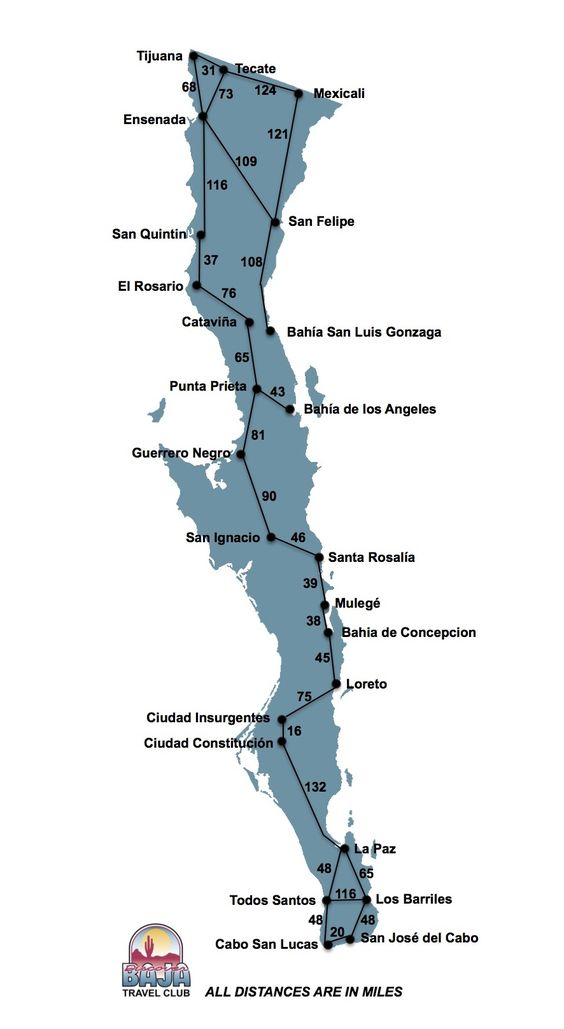 Tijuana
31
Tecate
68
73
124
Mexicali
Ensenada
121
109
116
San Quintin
San Felipe
37
108
El Rosario
76
Cataviña
Bahía San Luis Gonzaga
65
Punta Prieta
43
Bahía de los Angeles
81
Guerrero Negro
90
San Ignacio
46
Santa Rosalía
39
Mulegé
38
Bahia de Concepcion
45
Loreto
75
Ciudad Insurgentes
16
Ciudad Constitución
132
La Paz
48
65
Todos Santos
116
Los Barriles
48
48
20
Cabo San Lucas
San José del Cabo
Discover
BAJA
TRAVEL CLUB
ALL DISTANCES ARE IN MILES